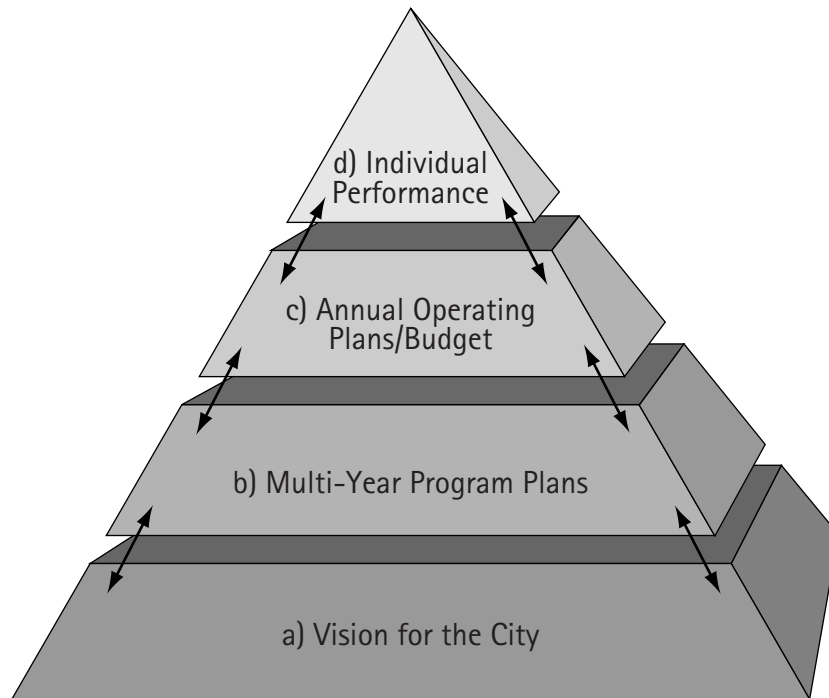 d) Individual
Performance
c) Annual Operating
Plans/Budget
b) Multi-Year Program Plans
a) Vision for the City